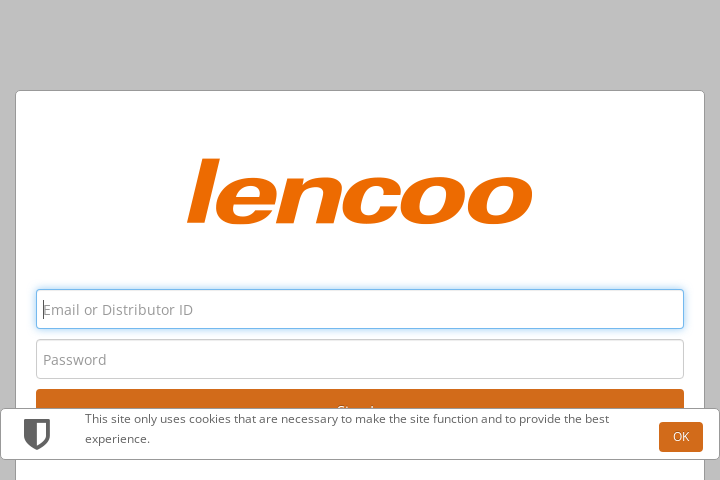 lencoo
Email or Distributor ID
Password
This site only uses cookies that are necessary to make the site function and to provide the best
experience.
OK